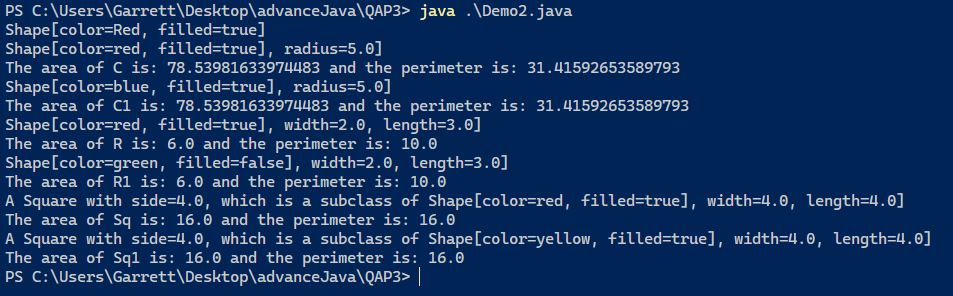 PS C:\Users\Garrett\Desktop\advanceJava\QAP3> java .\Demo2.java
Shape[color=Red, filled=true]
Shape[color=red, filled=true], radius=5.0]
The area of C is: 78.53981633974483 and the perimeter is: 31.41592653589793
Shape[color=blue, filled=true], radius=5.0]
The area of C1 is: 78.53981633974483 and the perimeter is: 31.41592653589793
Shape[color=red, filled=true], width=2.0, length=3.0]
The area of R is: 6.0 and the perimeter is: 10.0
Shape[color=green, filled=false], width=2.0, length=3.0]
The area of R1 is: 6.0 and the perimeter is: 10.0
A Square with side=4.0, which is a subclass of Shape[color=red, filled=true], width=4.0, length=4.0]
The area of Sq is: 16.0 and the perimeter is: 16.0
A Square with side=4.0, which is a subclass of Shape[color=yellow, filled=true], width=4.0, length=4.0]
The area of Sq1 is: 16.0 and the perimeter is: 16.0
PS C:\Users\Garrett\Desktop\advanceJava\QAP3>